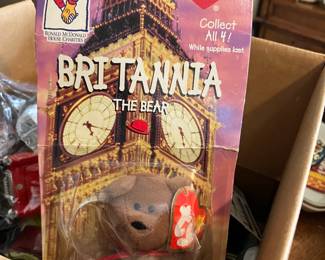 RONALD McDONALD
HOUSE CHARITIES
Collect
All 4!
While supplies last
BRITANNIA
THE BEAR